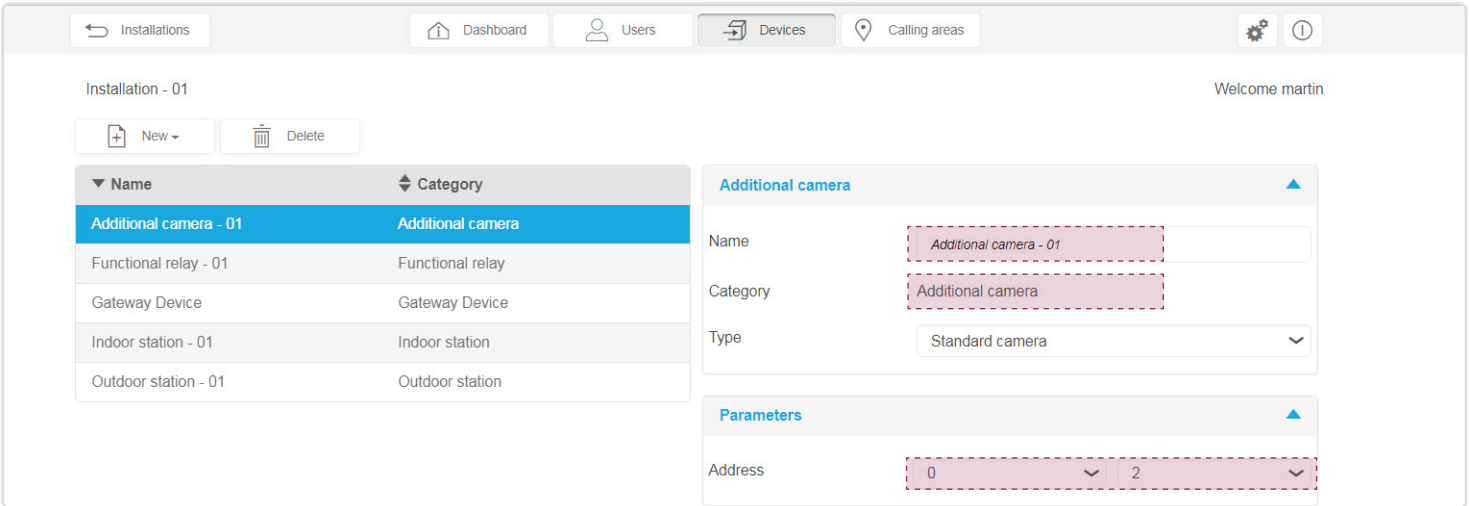 Installations Dashboard Users Devices Calling areas
Installation - 01 Welcome martin
New Delete
Name Category
Additional camera - 01 Additional camera
Functional relay - 01 Functional relay
Gateway Device Gateway Device
Indoor station - 01 Indoor station
Outdoor station - 01 Outdoor station
Additional camera
Name Additional camera - 01
Category Additional camera
Type Standard camera
Parameters
Address 0 2